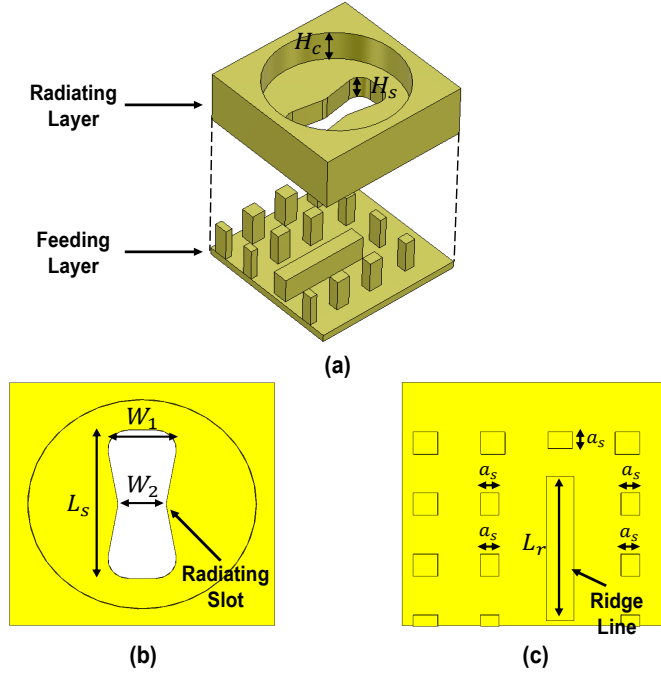 H_c
H_s
Radiating
Layer
Feeding
Layer
(a)
W_1
W_2
L_s
Radiating
Slot
(b)
a_s
a_s
a_s
a_s
a_s
L_r
Ridge
Line
(c)